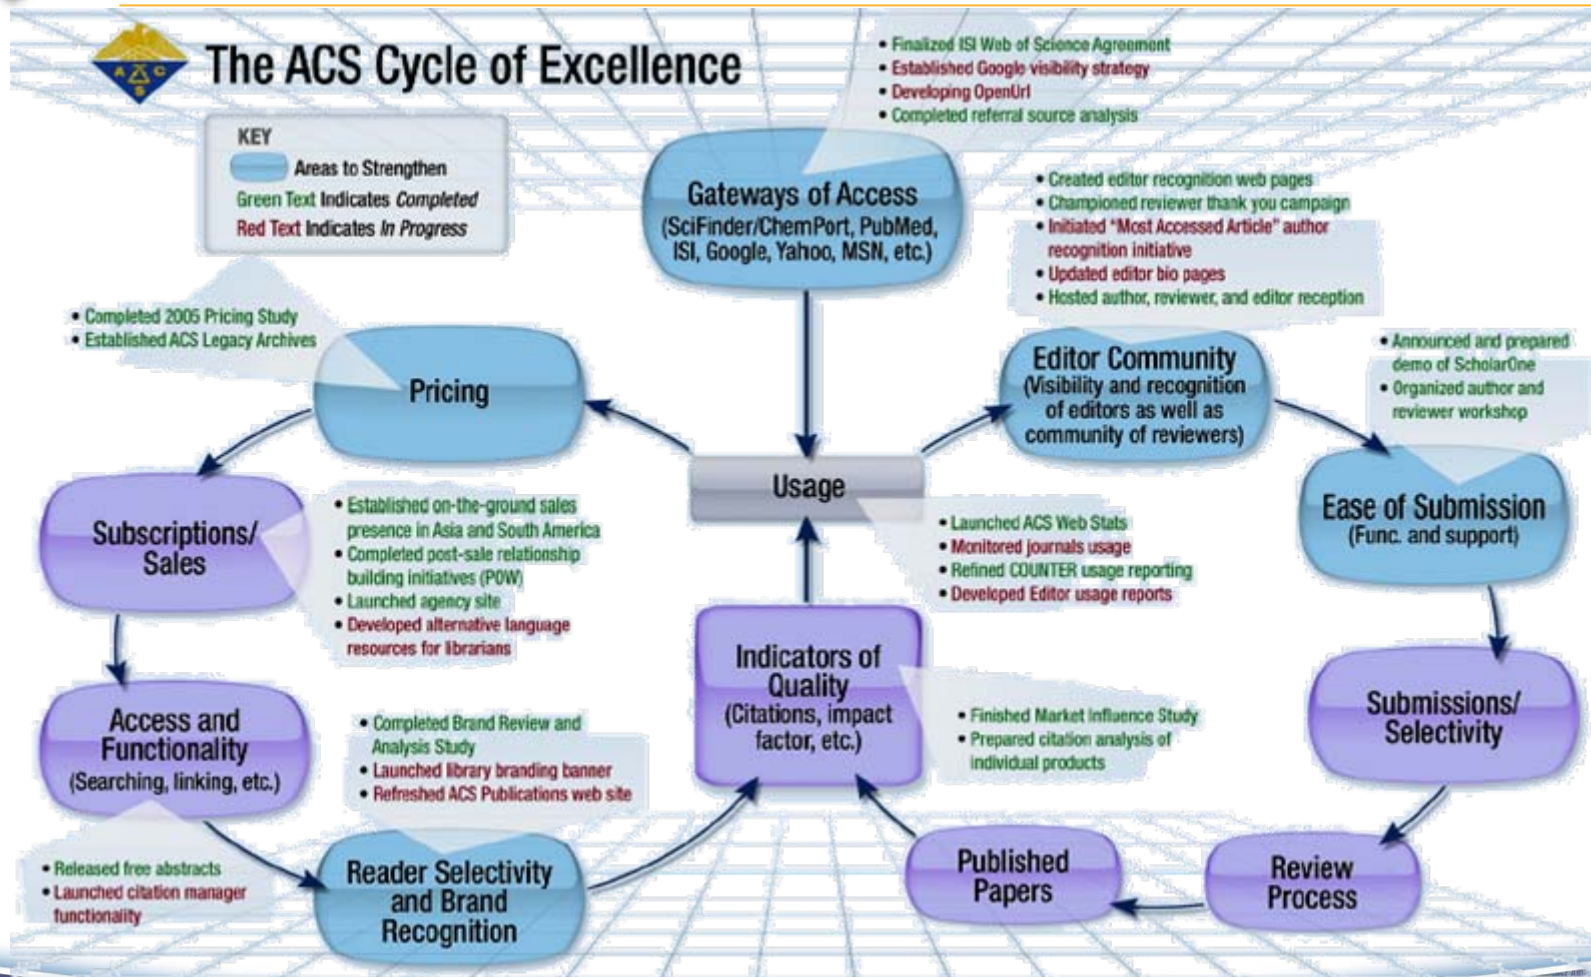 A C S
The ACS Cycle of Excellence
KEY
Areas to Strengthen
Green Text Indicates Completed
Red Text Indicates In Progress
• Finalized ISI Web of Science Agreement
• Established Google visibility strategy
• Developing OpenUrl
• Completed referral source analysis
Gateways of Access
(SciFinder/ChemPort, PubMed,
ISI, Google, Yahoo, MSN, etc.)
• Created editor recognition web pages
• Championed reviewer thank you campaign
• Initiated "Most Accessed Article" author
recognition initiative
• Updated editor bio pages
• Hosted author, reviewer, and editor reception
• Completed 2005 Pricing Study
• Established ACS Legacy Archives
Pricing
Editor Community
(Visibility and recognition
of editors as well as
community of reviewers)
• Announced and prepared
demo of ScholarOne
• Organized author and
reviewer workshop
Usage
Ease of Submission
(Func. and support)
Subscriptions/
Sales
• Established on-the-ground sales
presence in Asia and South America
• Completed post-sale relationship
building initiatives (POW)
• Launched agency site
• Developed alternative language
resources for librarians
• Launched ACS Web Stats
• Monitored journals usage
• Refined COUNTER usage reporting
• Developed Editor usage reports
Indicators of
Quality
(Citations, impact
factor, etc.)
Submissions/
Selectivity
Access and
Functionality
(Searching, linking, etc.)
• Completed Brand Review and
Analysis Study
• Launched library branding banner
• Refreshed ACS Publications web site
• Finished Market Influence Study
• Prepared citation analysis of
individual products
• Released free abstracts
• Launched citation manager
functionality
Reader Selectivity
and Brand
Recognition
Published
Papers
Review
Process